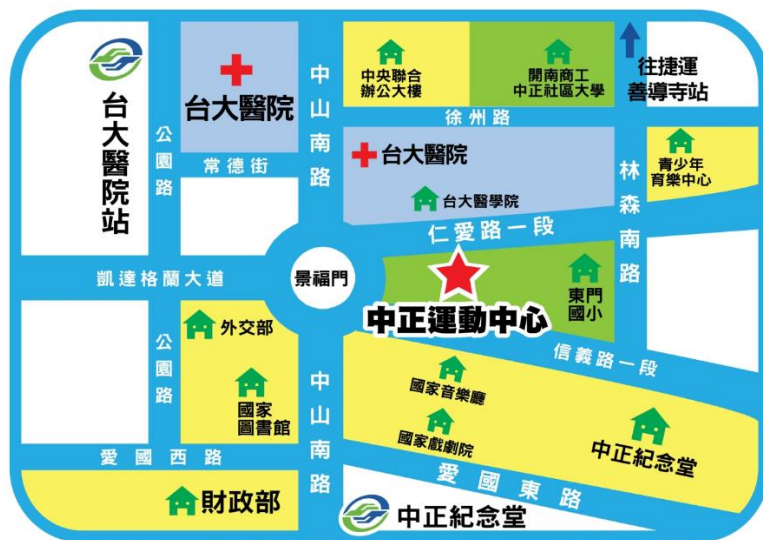 台大醫院站
公園路
台大醫院
常德街
中山南路
中央聯合
辦公大樓
開南商工
中正社區大學
往捷運
善導寺站
徐州路
台大醫院
台大醫學院
林森南路
青少年
育樂中心
仁愛路一段
凱達格蘭大道
景福門
中正運動中心
東門
國小
信義路一段
公園路
外交部
國家
圖書館
中山南路
國家音樂廳
國家戲劇院
中正紀念堂
愛國西路
愛國東路
財政部
中正紀念堂